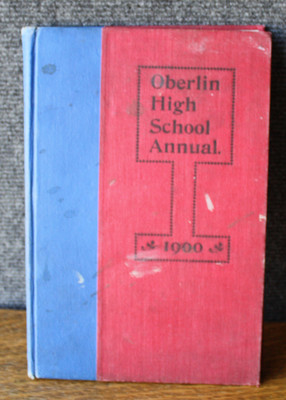 Oberlin
High
School
Annual.
1900